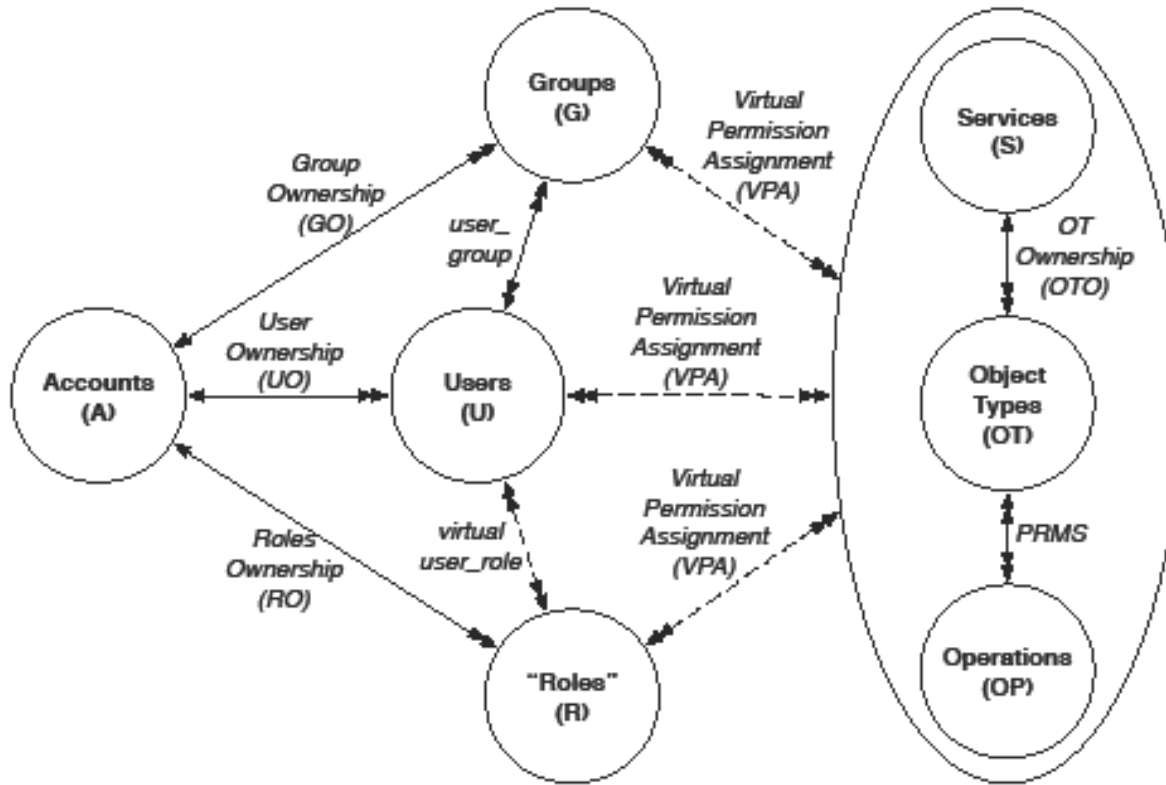 Groups
(G)
Virtual
Permission
Assignment
(VPA)
Services
(S)
Group
Ownership
(GO)
user_
group
OT
Ownership
(OTO)
Virtual
Permission
Assignment
(VPA)
User
Ownership
(UO)
Accounts
(A)
Users
(U)
Object
Types
(OT)
Virtual
Permission
Assignment
(VPA)
virtual
user_role
Roles
Ownership
(RO)
PRMS
"Roles"
(R)
Operations
(OP)